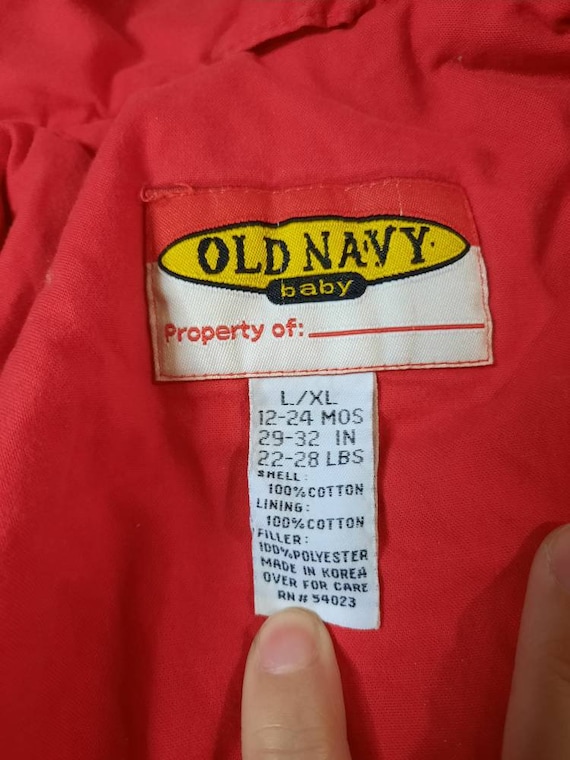 OLD NAVY
baby
Property of:
L/XL
12-24 MOS
29-32 IN
22-28 LBS
SHELL:
100% COTTON
LINING:
100% COTTON
FILLER:
100% POLYESTER
MADE IN KOREA
OVER FOR CARE
RN# 54023